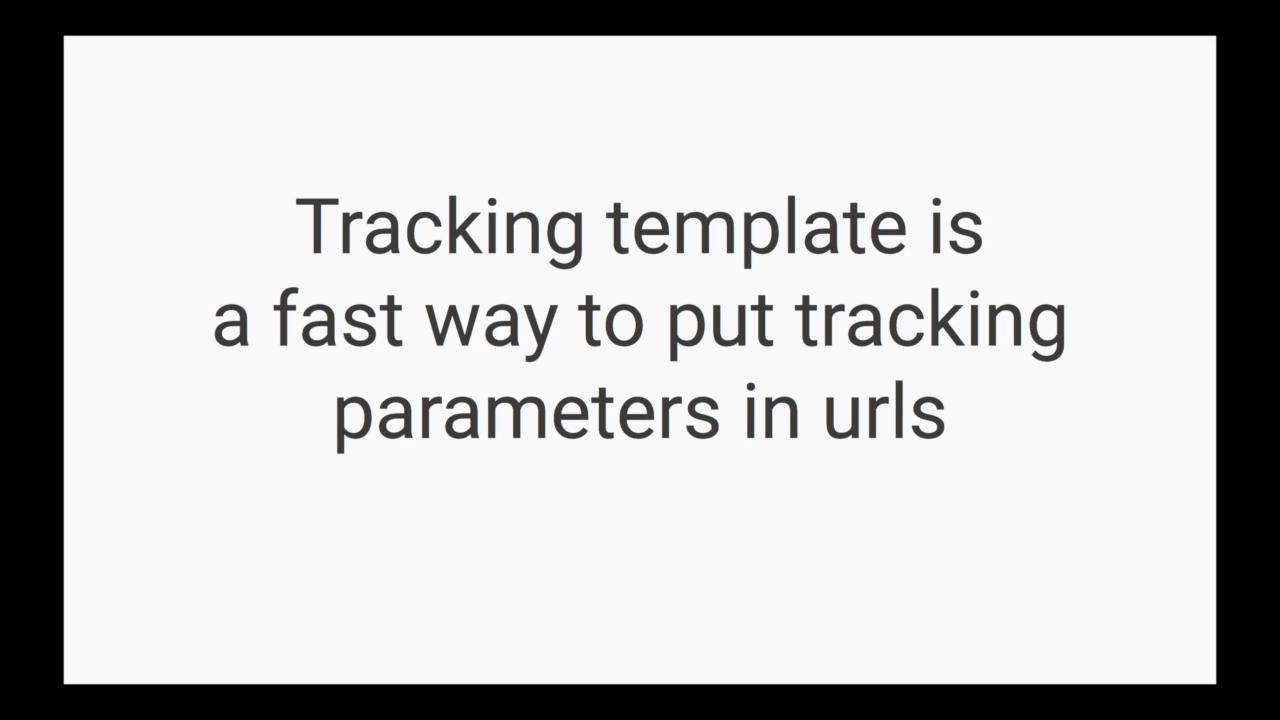 Tracking template is
a fast way to put tracking
parameters in urls